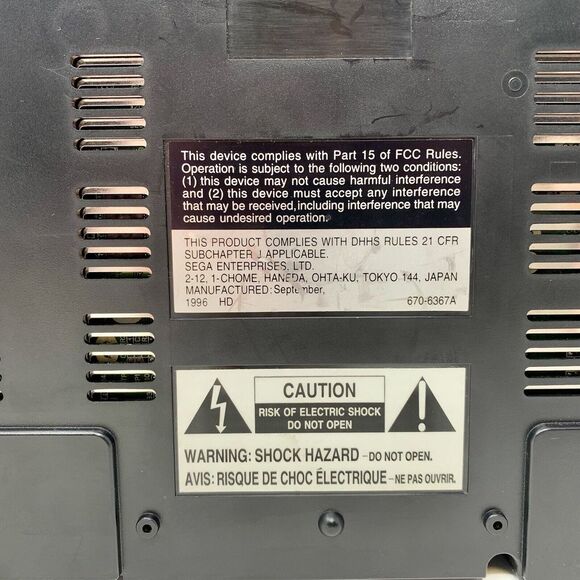 This device complies with Part 15 of FCC Rules.
Operation is subject to the following two conditions:
(1) this device may not cause harmful interference
and (2) this device must accept any interference
that may be received,including interference that may
cause undesired operation.
THIS PRODUCT COMPLIES WITH DHHS RULES 21 CFR
SUBCHAPTER J APPLICABLE.
SEGA ENTERPRISES, LTD.
2-12, 1-CHOME, HANEDA, OHTA-KU, TOKYO 144, JAPAN
MANUFACTURED: September,
1996 HD 670-6367A
CAUTION
RISK OF ELECTRIC SHOCK
DO NOT OPEN
WARNING: SHOCK HAZARD – DO NOT OPEN.
AVIS: RISQUE DE CHOC ÉLECTRIQUE – NE PAS OUVRIR.